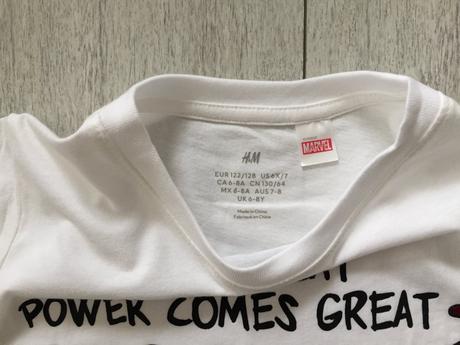 H&M
MARVEL
EUR 122/128 US 6X/7
CA 6-8A CN 130/64
MX 6-8A AUS 7-8
UK 6-8Y
Made in China
Fabriqué en Chine
POWER COMES GREAT